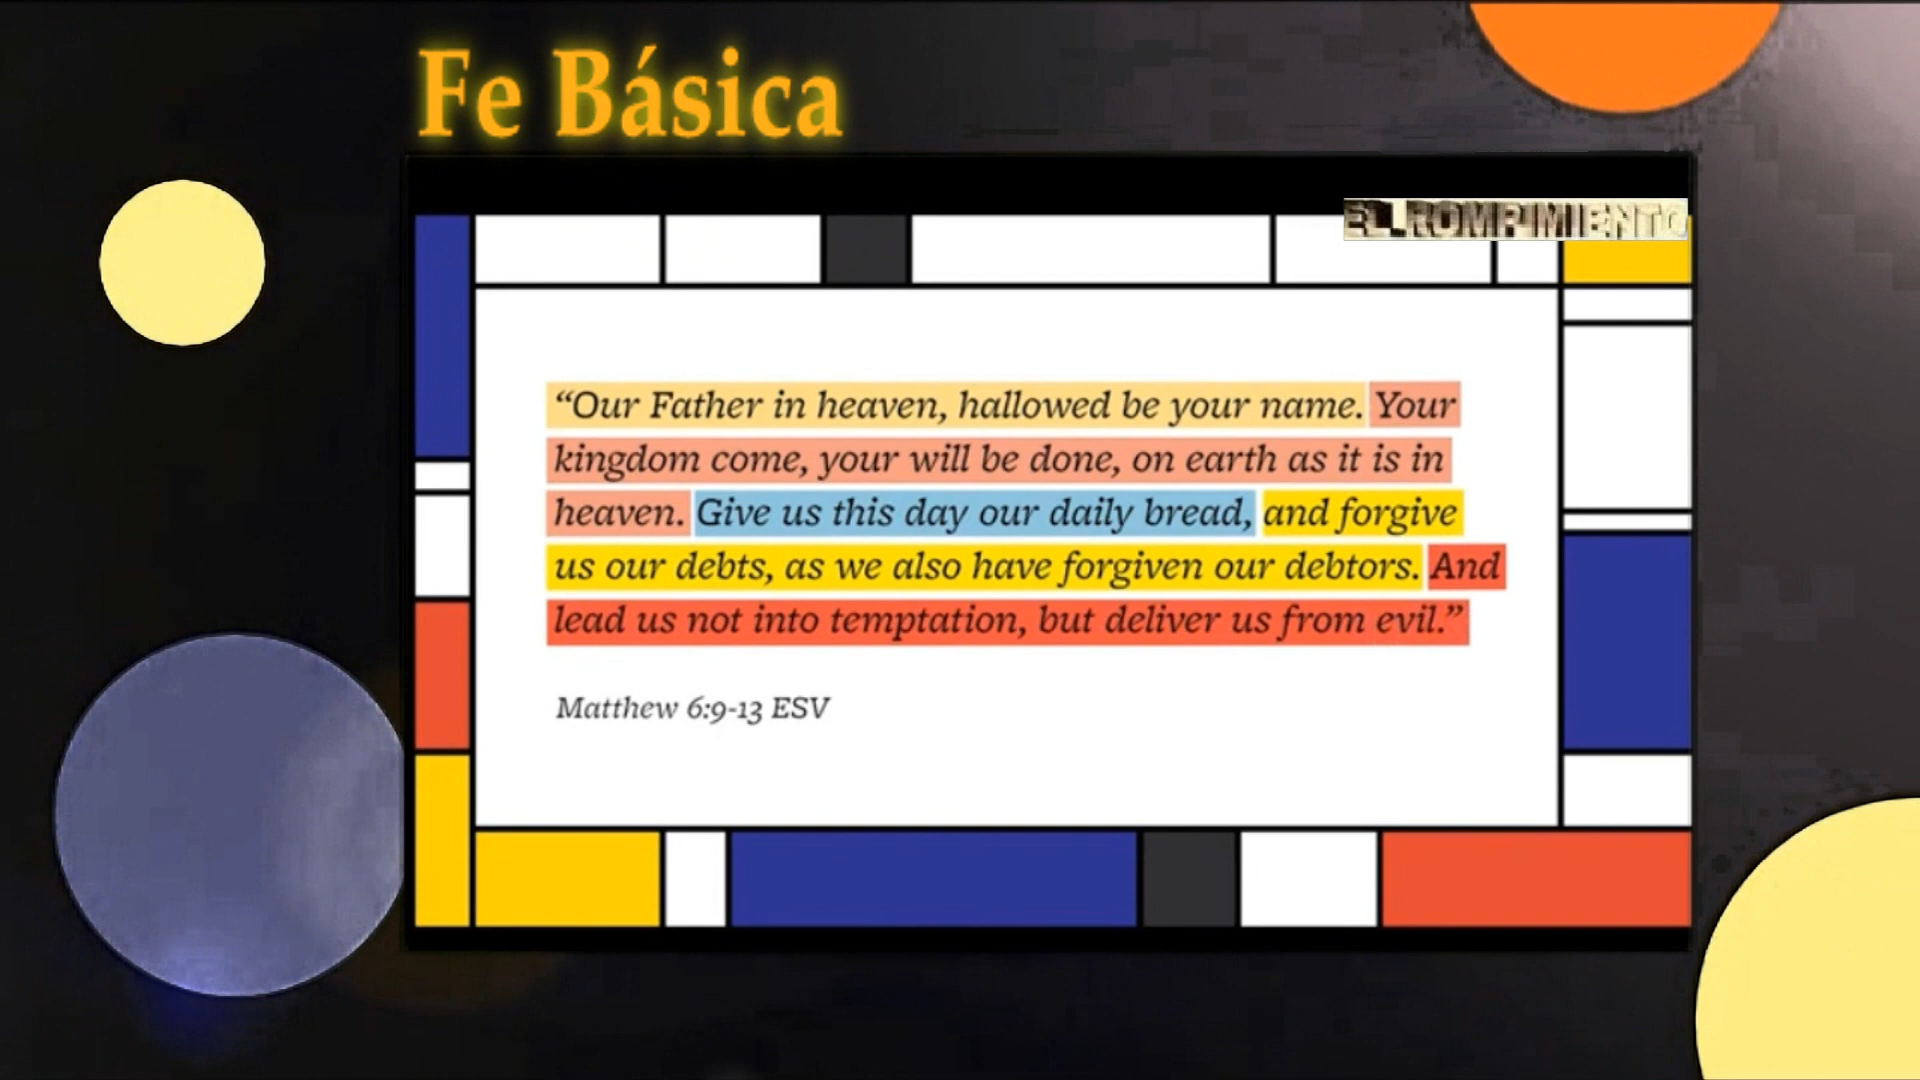 Fe Básica
EL ROMPIMIENTO
“Our Father in heaven, hallowed be your name. Your
kingdom come, your will be done, on earth as it is in
heaven. Give us this day our daily bread, and forgive
us our debts, as we also have forgiven our debtors. And
lead us not into temptation, but deliver us from evil.”
Matthew 6:9-13 ESV